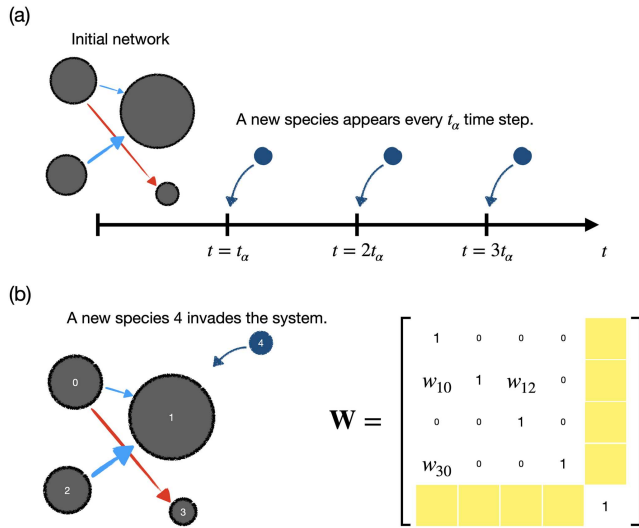 (a)
Initial network
A new species appears every tα time step.
t = tα
t = 2tα
t = 3tα
t
(b)
A new species 4 invades the system.
4
0
1
2
3
W =
1 0 0 0
w10 1 w12 0
0 0 1 0
w30 0 0 1
1